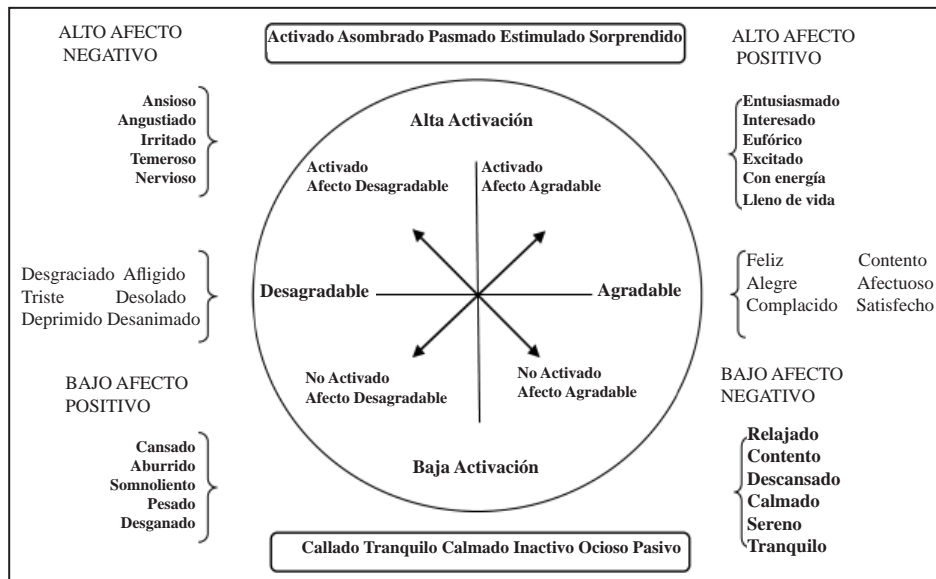 ALTO AFECTO
NEGATIVO
Activado Asombrado Pasmado Estimulado Sorprendido
ALTO AFECTO
POSITIVO
Ansioso
Angustiado
Irritado
Temeroso
Nervioso
Alta Activación
Entusiasmado
Interesado
Eufórico
Excitado
Con energía
Lleno de vida
Activado
Afecto Desagradable
Activado
Afecto Agradable
Desgraciado Afligido
Triste Desolado
Deprimido Desanimado
Desagradable
Agradable
Feliz Contento
Alegre Afectuoso
Complacido Satisfecho
No Activado
Afecto Desagradable
No Activado
Afecto Agradable
BAJO AFECTO
POSITIVO
BAJO AFECTO
NEGATIVO
Cansado
Aburrido
Somnoliento
Pesado
Desganado
Baja Activación
Relajado
Contento
Descansado
Calmado
Sereno
Tranquilo
Callado Tranquilo Calmado Inactivo Ocioso Pasivo